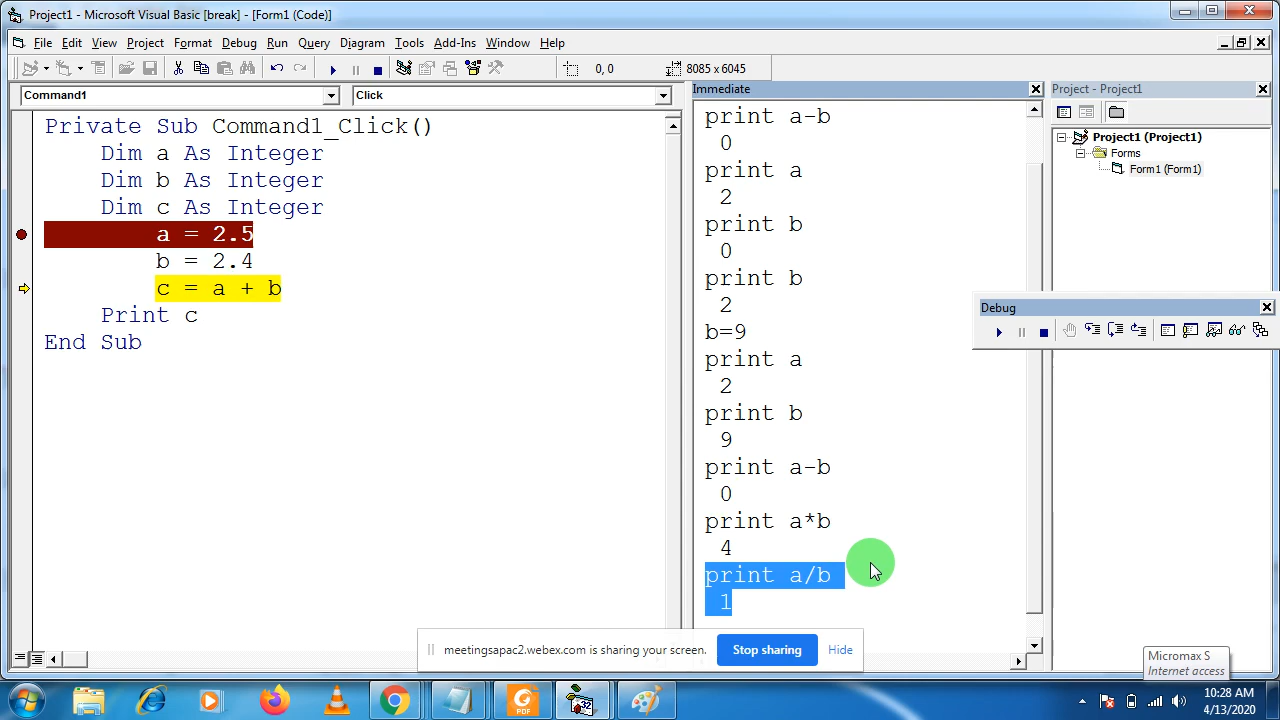 Project1 - Microsoft Visual Basic [break] - [Form1 (Code)]
File Edit View Project Format Debug Run Query Diagram Tools Add-Ins Window Help
0, 0 8085 x 6045
Command1 Click
Private Sub Command1_Click()
Dim a As Integer
Dim b As Integer
Dim c As Integer
a = 2.5
b = 2.4
c = a + b
Print c
End Sub
Immediate
print a-b
0
print a
2
print b
0
print b
2
b=9
print a
2
print b
9
print a-b
0
print a*b
4
print a/b
1
Project - Project1
Project1 (Project1)
Forms
Form1 (Form1)
Debug
meetingsapac2.webex.com is sharing your screen. Stop sharing Hide
Micromax S
Internet access
PDF
32
10:28 AM
4/13/2020